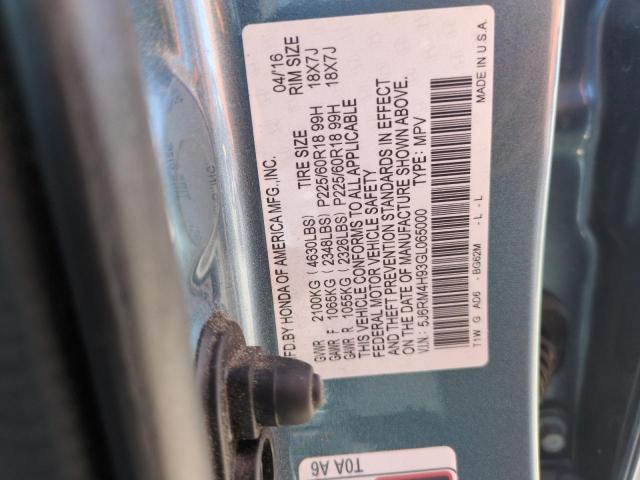 MFD.BY HONDA OF AMERICA MFG.,INC. 04/16
TIRE SIZE RIM SIZE
GVWR 2100KG (4630LBS)
GAWR F 1065KG (2348LBS) P225/60R18 99H 18X7J
GAWR R 1055KG (2326LBS) P225/60R18 99H 18X7J
THIS VEHICLE CONFORMS TO ALL APPLICABLE
FEDERAL MOTOR VEHICLE SAFETY
AND THEFT PREVENTION STANDARDS IN EFFECT
ON THE DATE OF MANUFACTURE SHOWN ABOVE.
V.I.N.: 5J6RM4H93GL065000 TYPE: MPV
T1W G A06 -BG62M -L -L MADE IN U.S.A.
T0A A6